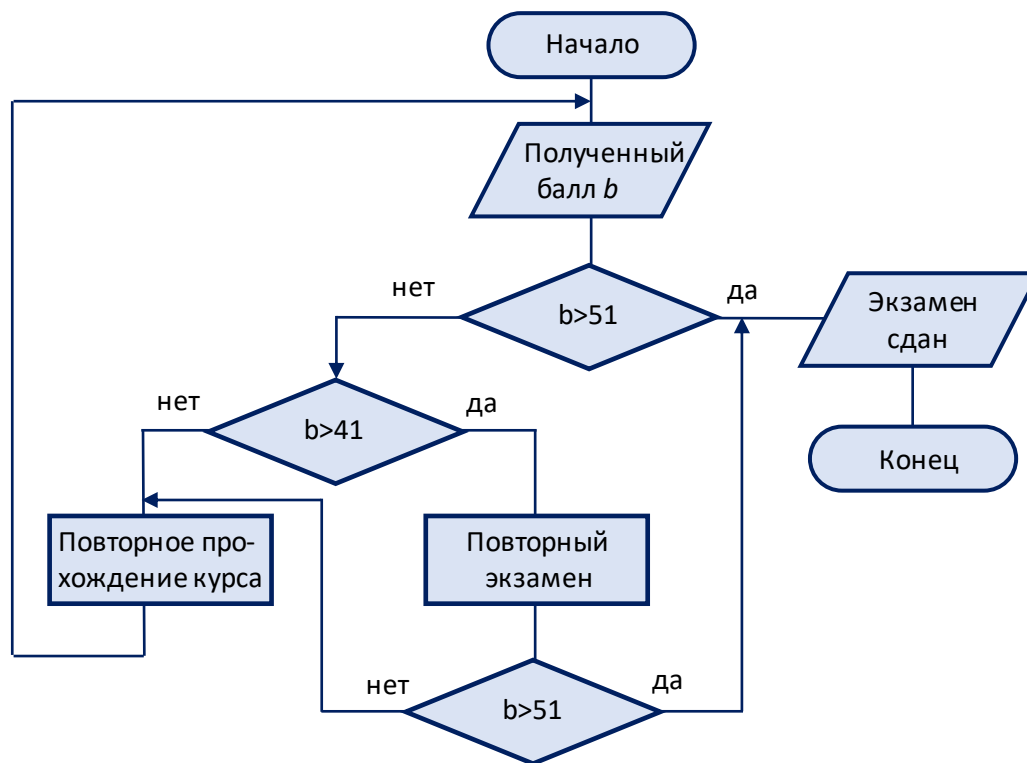 Начало
Полученный
балл b
нет
b>51
да
Экзамен
сдан
нет
b>41
да
Конец
Повторное про-
хождение курса
Повторный
экзамен
нет
b>51
да